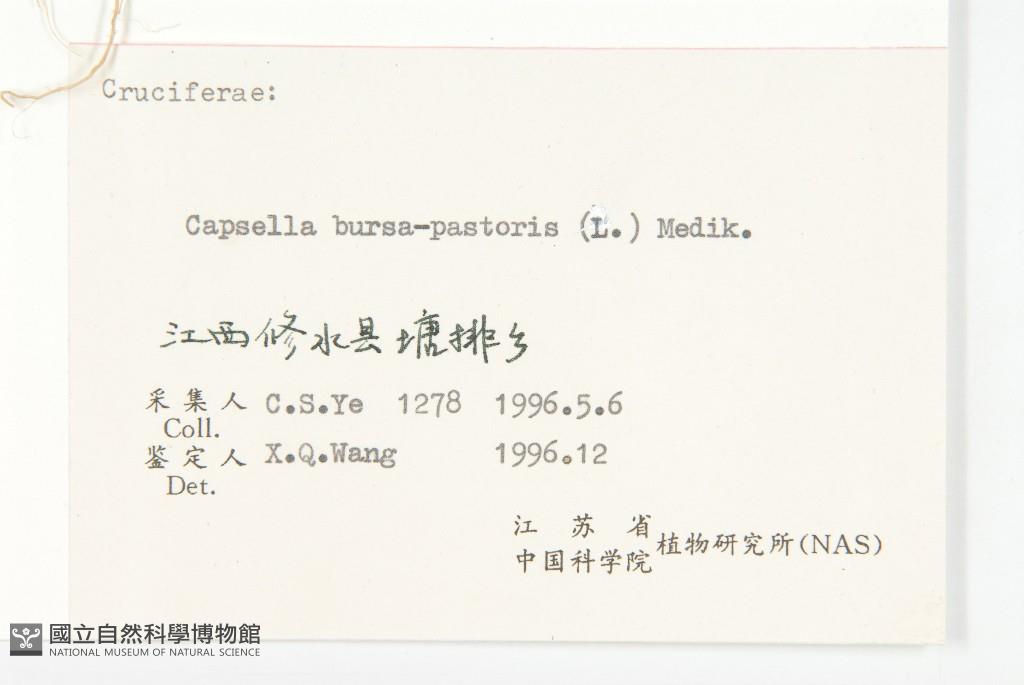 Cruciferae:
Capsella bursa-pastoris (L.) Medik.
江西修水县塘排乡
采集人 C.S.Ye 1278 1996.5.6
Coll.
鉴定人 X.Q.Wang 1996.12
Det.
江苏省
中国科学院 植物研究所(NAS)
國立自然科學博物館
NATIONAL MUSEUM OF NATURAL SCIENCE